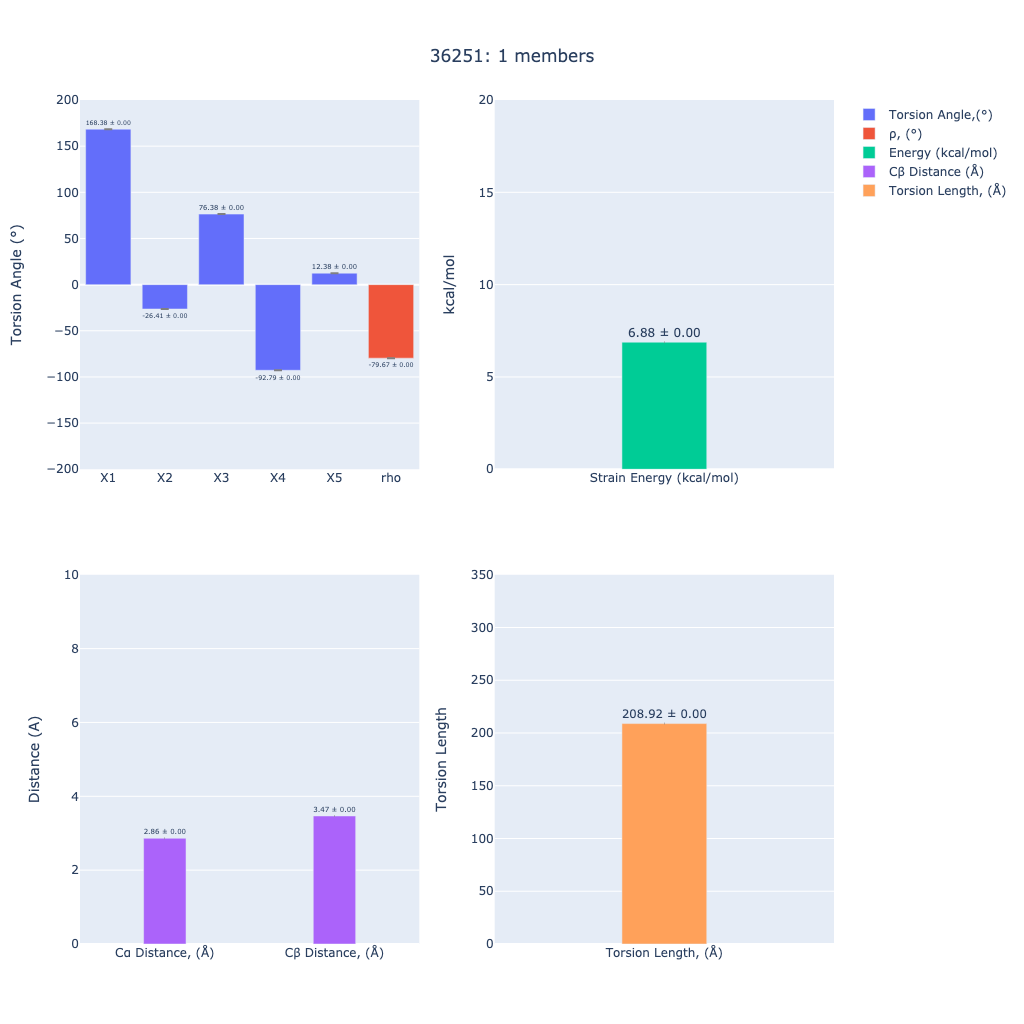 36251: 1 members
Torsion Angle (°)
200
150
100
50
0
−50
−100
−150
−200
168.38 ± 0.00
-26.41 ± 0.00
76.38 ± 0.00
-92.79 ± 0.00
12.38 ± 0.00
-79.67 ± 0.00
X1 X2 X3 X4 X5 rho
kcal/mol
20
15
10
5
0
6.88 ± 0.00
Strain Energy (kcal/mol)
Torsion Angle,(°)
ρ, (°)
Energy (kcal/mol)
Cβ Distance (Å)
Torsion Length, (Å)
Distance (A)
10
8
6
4
2
0
2.86 ± 0.00
3.47 ± 0.00
Cα Distance, (Å) Cβ Distance, (Å)
Torsion Length
350
300
250
200
150
100
50
0
208.92 ± 0.00
Torsion Length, (Å)